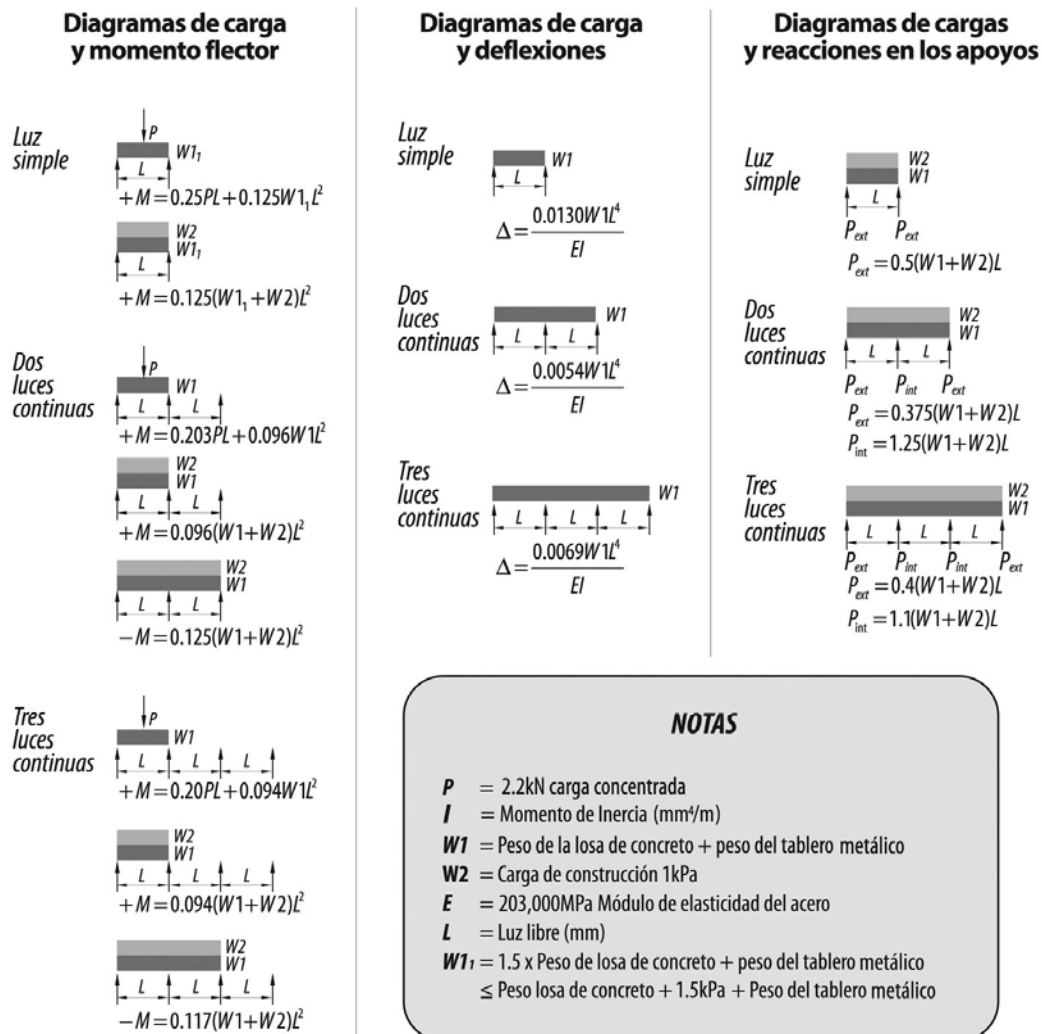 Diagramas de carga
y momento flector
Luz
simple
P
W1₁
L
+M=0.25PL+0.125W1₁L²
W2
W1₁
L
+M=0.125(W1₁+W2)L²
Dos
luces
continuas
P
W1
L L
+M=0.203PL+0.096W1L²
W2
W1
L L
+M=0.096(W1+W2)L²
W2
W1
L L
−M=0.125(W1+W2)L²
Tres
luces
continuas
P
W1
L L L
+M=0.20PL+0.094W1L²
W2
W1
L L L
+M=0.094(W1+W2)L²
W2
W1
L L L
−M=0.117(W1+W2)L²
Diagramas de carga
y deflexiones
Luz
simple
W1
L
Δ=0.0130W1L⁴/EI
Dos
luces
continuas
W1
L L
Δ=0.0054W1L⁴/EI
Tres
luces
continuas
W1
L L L
Δ=0.0069W1L⁴/EI
Diagramas de cargas
y reacciones en los apoyos
Luz
simple
W2
W1
L
Pext Pext
Pext=0.5(W1+W2)L
Dos
luces
continuas
W2
W1
L L
Pext Pint Pext
Pext=0.375(W1+W2)L
Pint=1.25(W1+W2)L
Tres
luces
continuas
W2
W1
L L L
Pext Pint Pint Pext
Pext=0.4(W1+W2)L
Pint=1.1(W1+W2)L
NOTAS
P = 2.2kN carga concentrada
I = Momento de Inercia (mm⁴/m)
W1 = Peso de la losa de concreto + peso del tablero metálico
W2 = Carga de construcción 1kPa
E = 203,000MPa Módulo de elasticidad del acero
L = Luz libre (mm)
W1₁ = 1.5 x Peso de losa de concreto + peso del tablero metálico
≤ Peso losa de concreto + 1.5kPa + Peso del tablero metálico